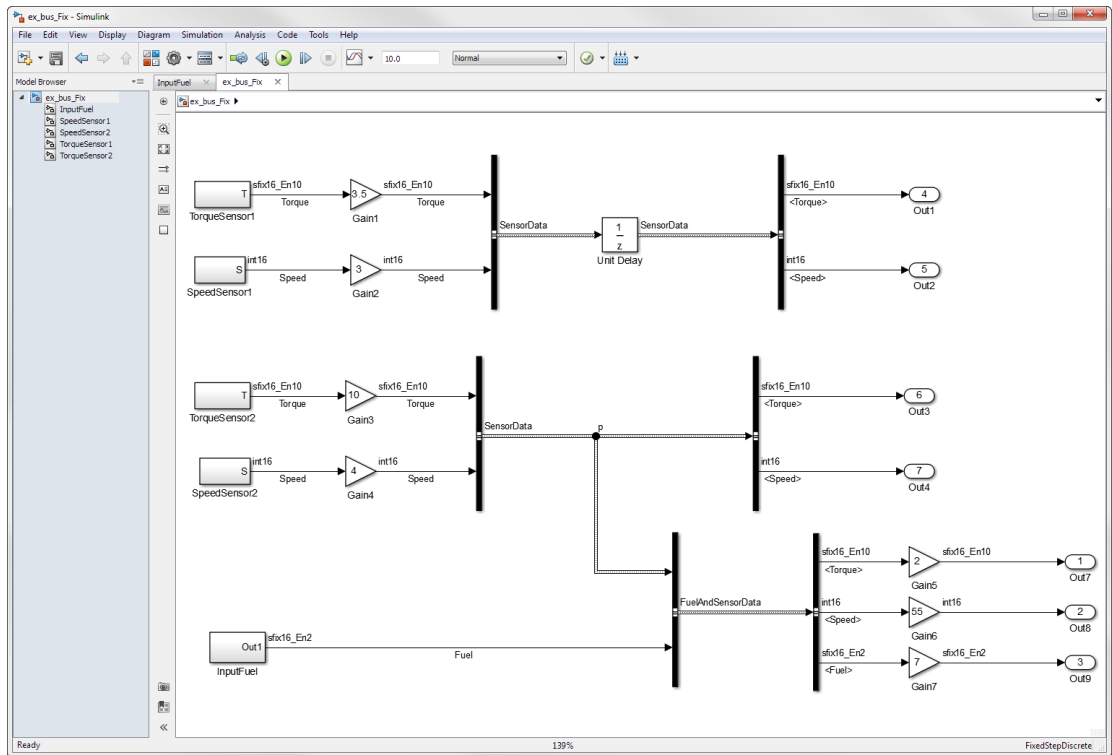 ex_bus_Fix - Simulink
File Edit View Display Diagram Simulation Analysis Code Tools Help
10.0 Normal
Model Browser
InputFuel ex_bus_Fix
ex_bus_Fix
InputFuel
SpeedSensor1
SpeedSensor2
TorqueSensor1
TorqueSensor2
ex_bus_Fix
T sfix16_En10 3.5 sfix16_En10 sfix16_En10 4
TorqueSensor1 Torque Gain1 Torque <Torque> Out1
SensorData 1 z SensorData
Unit Delay
S int16 3 int16 int16 5
SpeedSensor1 Speed Gain2 Speed <Speed> Out2
T sfix16_En10 10 sfix16_En10 sfix16_En10 6
TorqueSensor2 Torque Gain3 Torque <Torque> Out3
SensorData p
S int16 4 int16 int16 7
SpeedSensor2 Speed Gain4 Speed <Speed> Out4
sfix16_En10 2 sfix16_En10 1
<Torque> Gain5 Out7
FuelAndSensorData int16 55 int16 2
<Speed> Gain6 Out8
Out1 sfix16_En2 sfix16_En2 7 sfix16_En2 3
InputFuel Fuel <Fuel> Gain7 Out9
Ready 139% FixedStepDiscrete